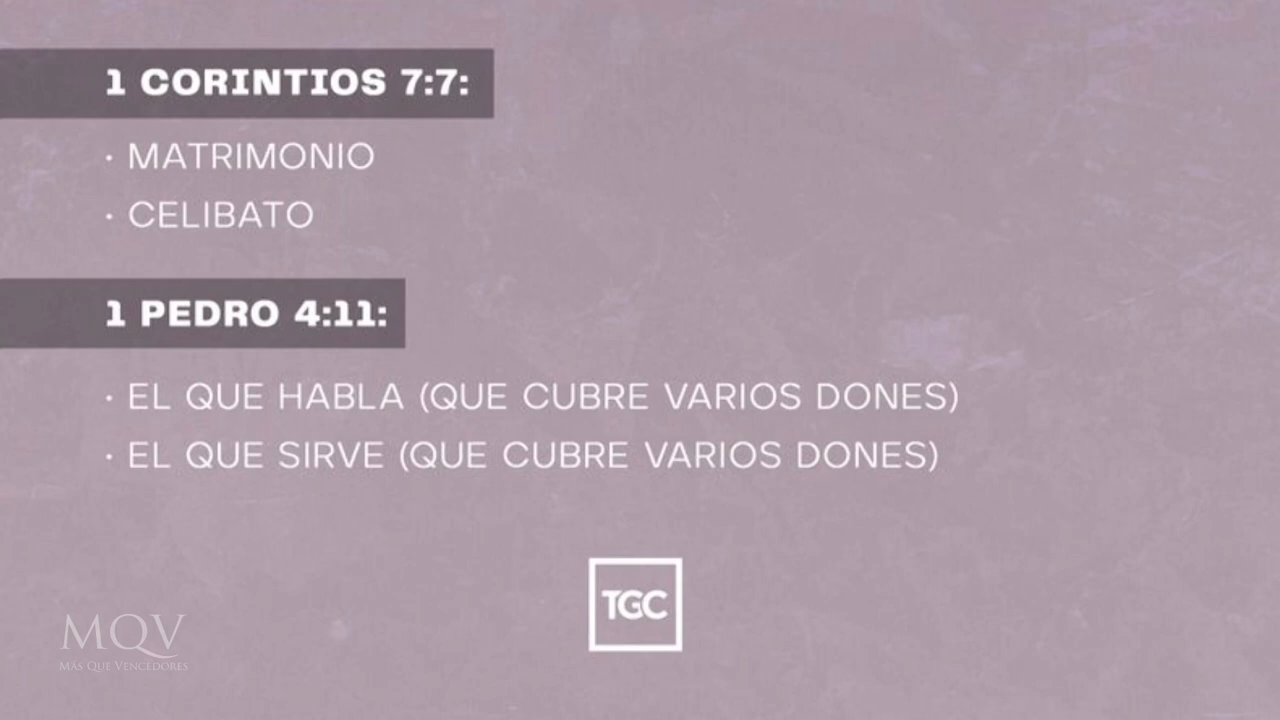 1 CORINTIOS 7:7:
· MATRIMONIO
· CELIBATO
1 PEDRO 4:11:
· EL QUE HABLA (QUE CUBRE VARIOS DONES)
· EL QUE SIRVE (QUE CUBRE VARIOS DONES)
TGC
MQV
MÁS QUE VENCEDORES